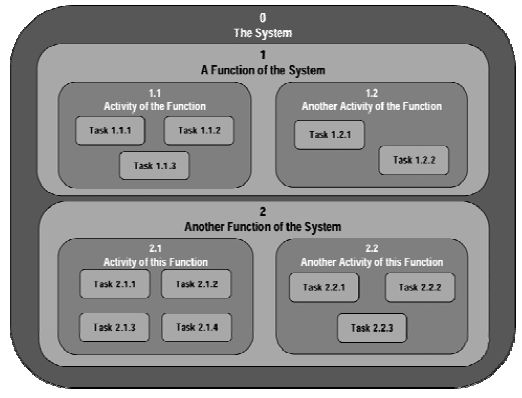 0
The System
1
A Function of the System
1.1
Activity of the Function
Task 1.1.1
Task 1.1.2
Task 1.1.3
1.2
Another Activity of the Function
Task 1.2.1
Task 1.2.2
2
Another Function of the System
2.1
Activity of this Function
Task 2.1.1
Task 2.1.2
Task 2.1.3
Task 2.1.4
2.2
Another Activity of this Function
Task 2.2.1
Task 2.2.2
Task 2.2.3